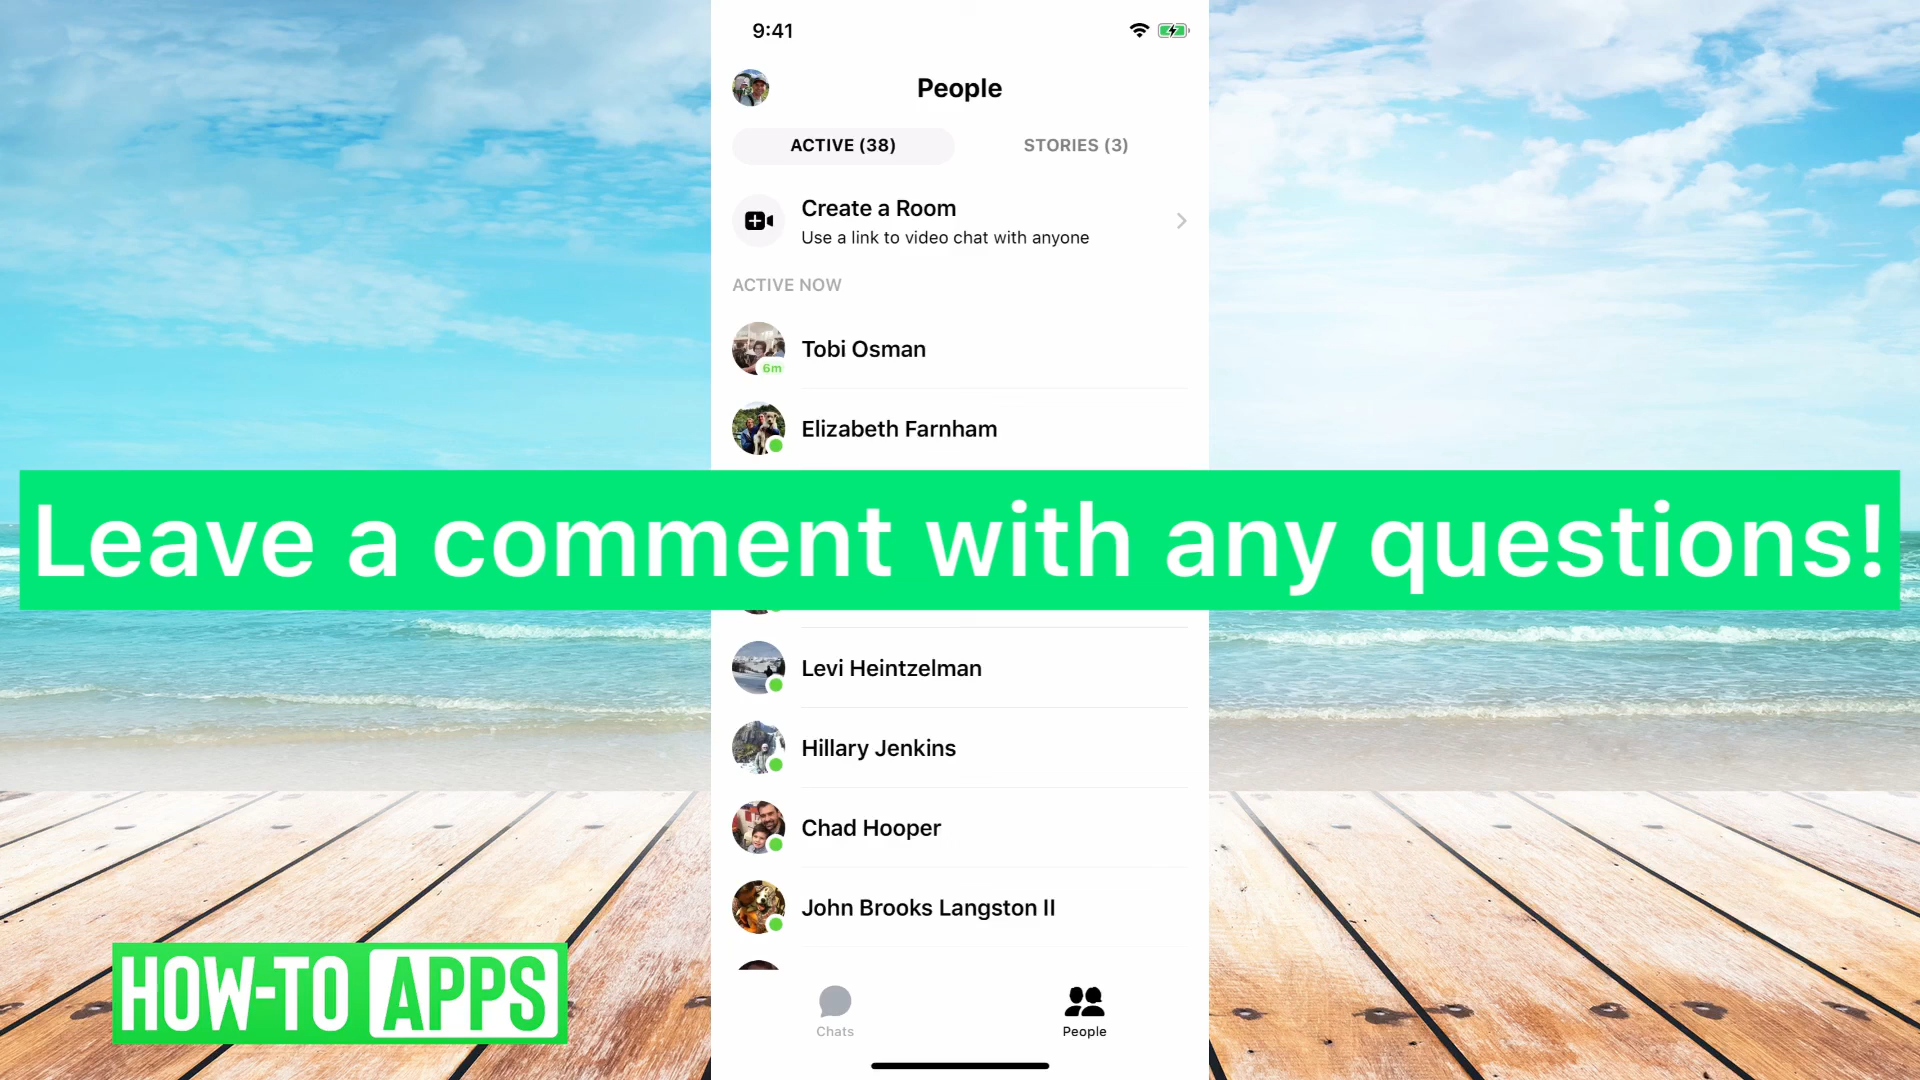 9:41
People
ACTIVE (38)
STORIES (3)
Create a Room
Use a link to video chat with anyone
ACTIVE NOW
Tobi Osman
6m
Elizabeth Farnham
Leave a comment with any questions!
Levi Heintzelman
Hillary Jenkins
Chad Hooper
John Brooks Langston II
HOW-TO APPS
Chats
People